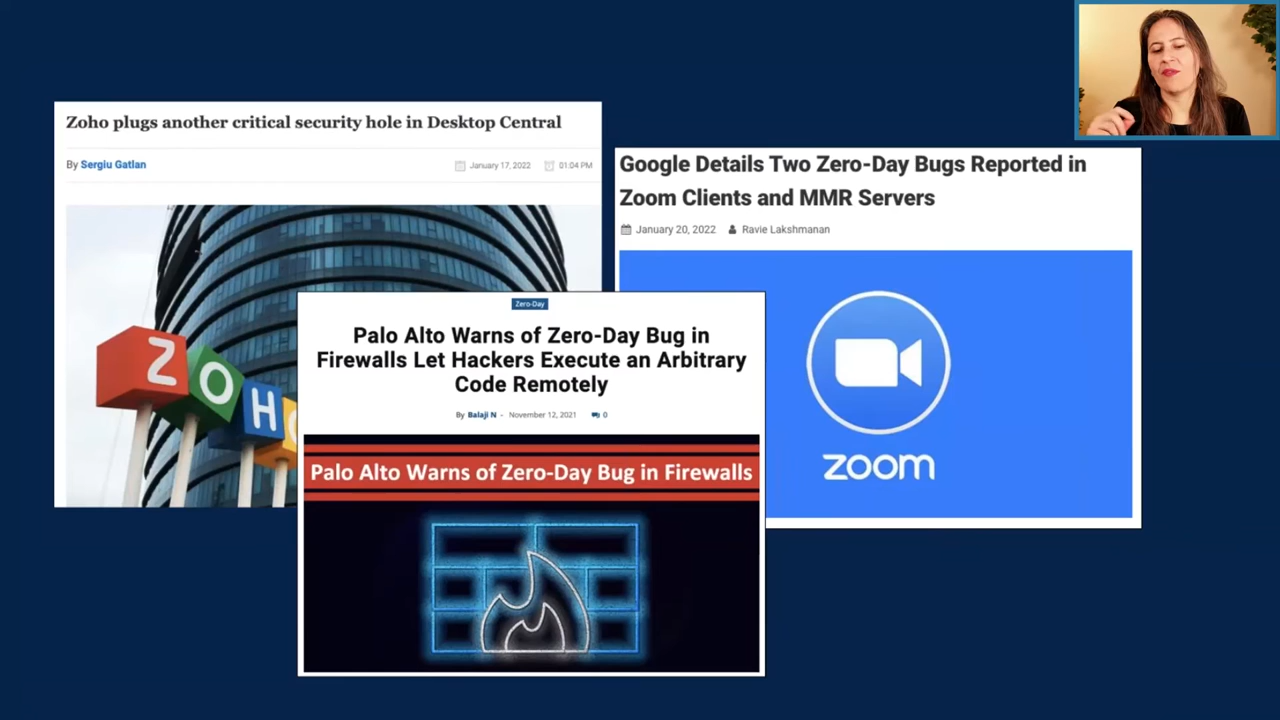 Zoho plugs another critical security hole in Desktop Central
By Sergiu Gatlan
January 17, 2022 01:04 PM
ZOH
Google Details Two Zero-Day Bugs Reported in
Zoom Clients and MMR Servers
January 20, 2022 Ravie Lakshmanan
zoom
Zero-Day
Palo Alto Warns of Zero-Day Bug in
Firewalls Let Hackers Execute an Arbitrary
Code Remotely
By Balaji N - November 12, 2021 0
Palo Alto Warns of Zero-Day Bug in Firewalls